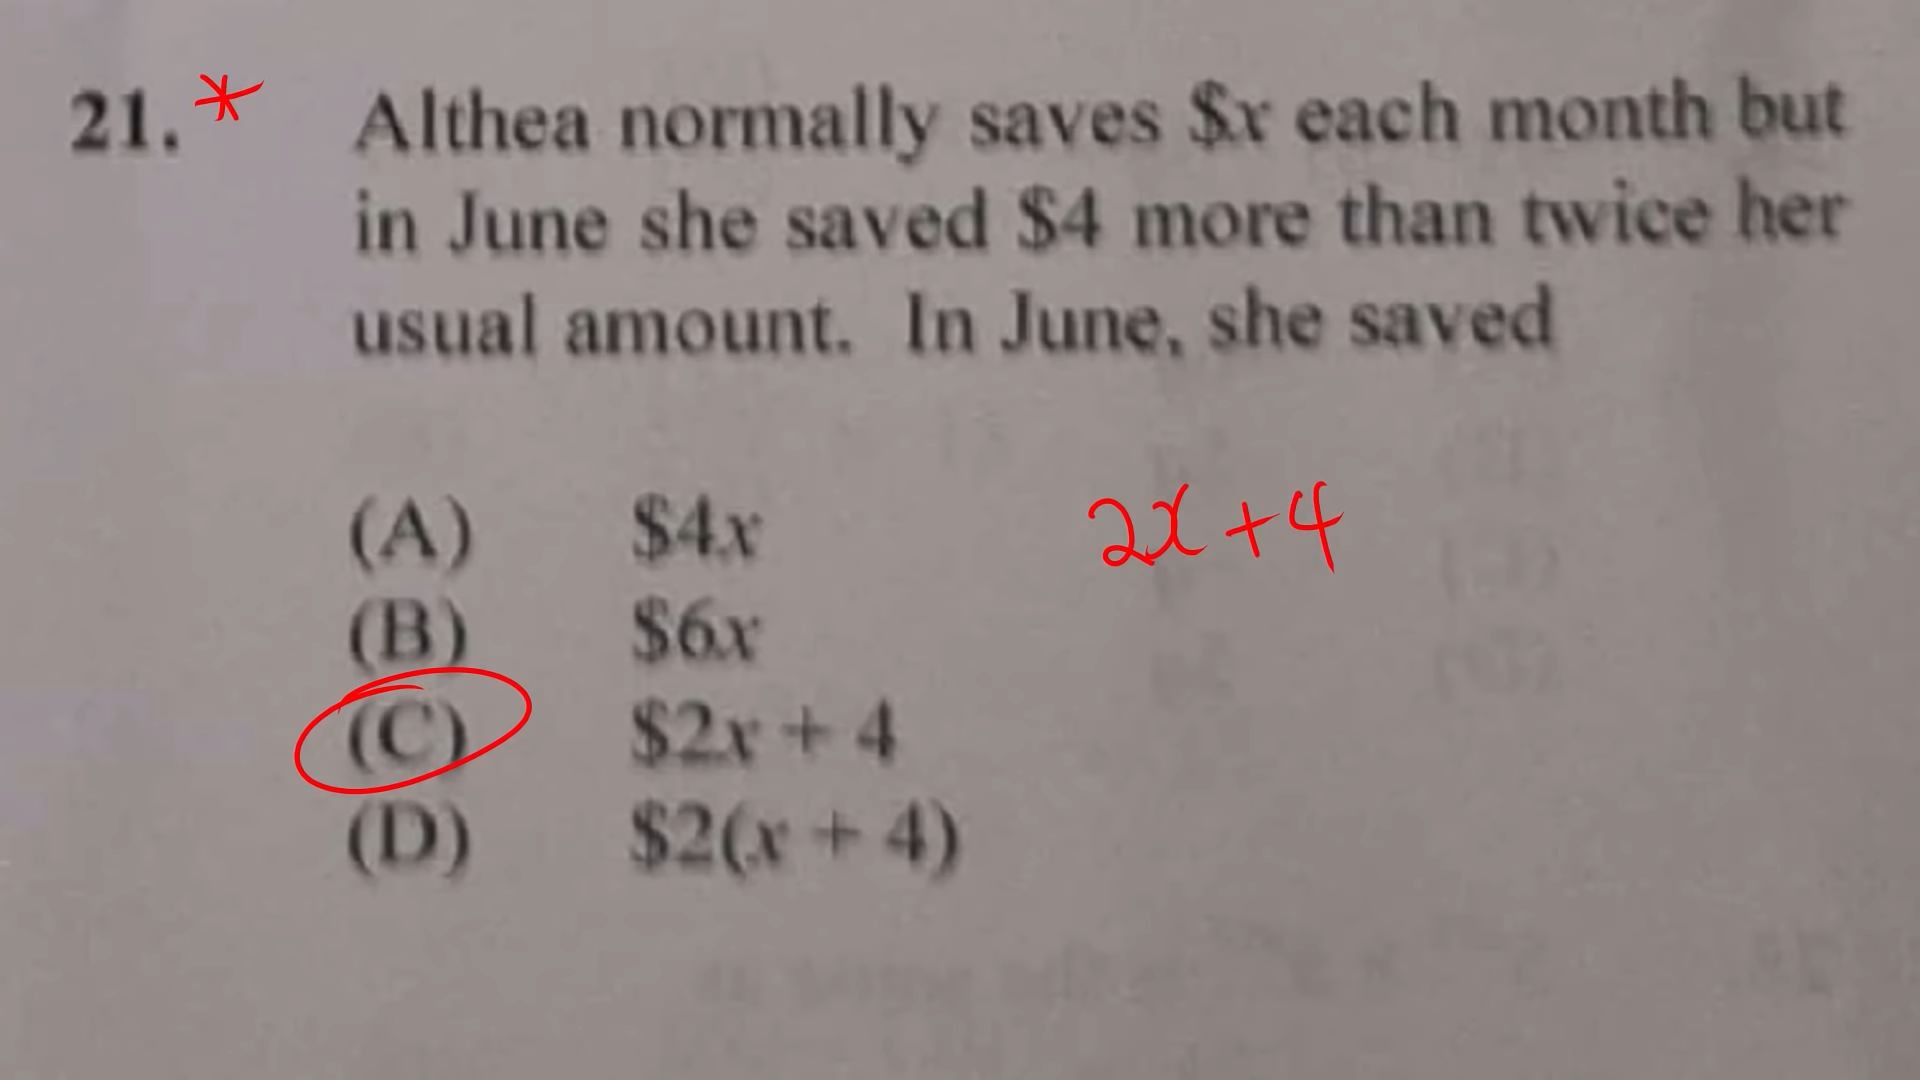 21. * Althea normally saves $x each month but
in June she saved $4 more than twice her
usual amount. In June, she saved
(A) $4x 2x + 4
(B) $6x
(C) $2x + 4
(D) $2(x + 4)